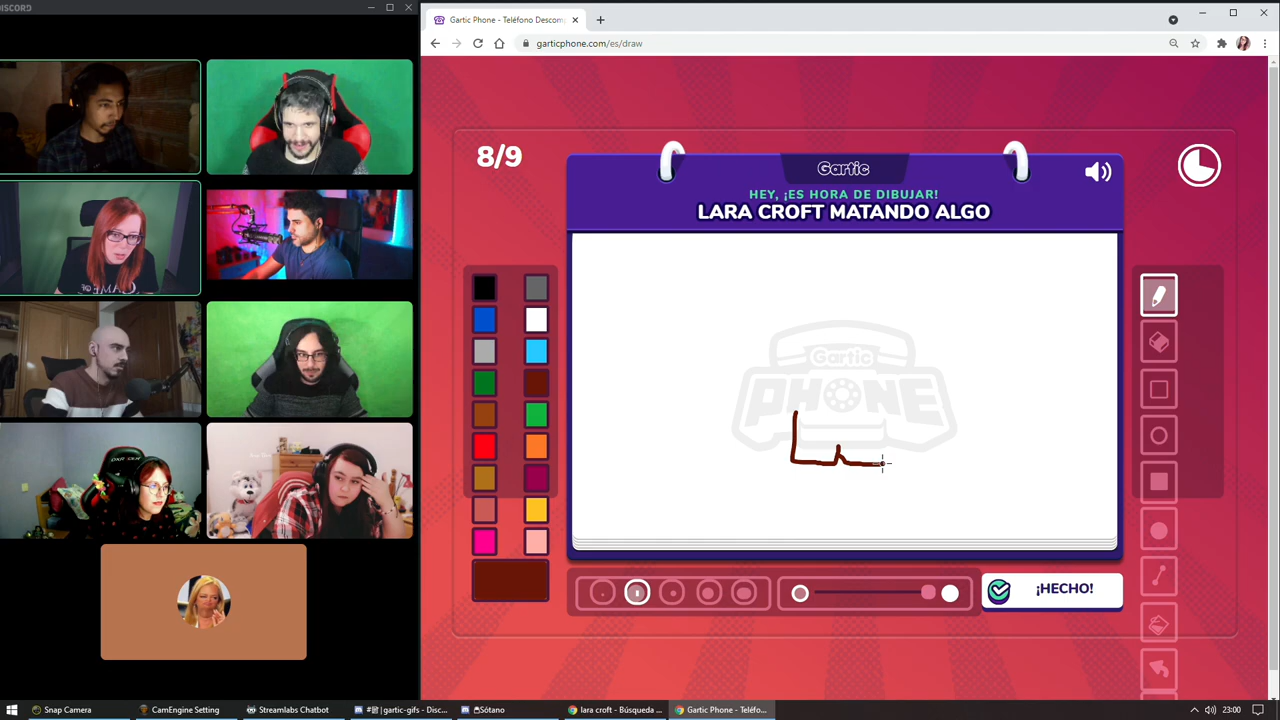 DISCORD
Gartic Phone - Teléfono Descom
garticphone.com/es/draw
8/9
Gartic
HEY, ¡ES HORA DE DIBUJAR!
LARA CROFT MATANDO ALGO
Gartic
PHONE
¡HECHO!
Snap Camera
CamEngine Setting
Streamlabs Chatbot
gartic-gifs - Disc...
Sótano
lara croft - Búsqueda ...
Gartic Phone - Teléfo...
23:00